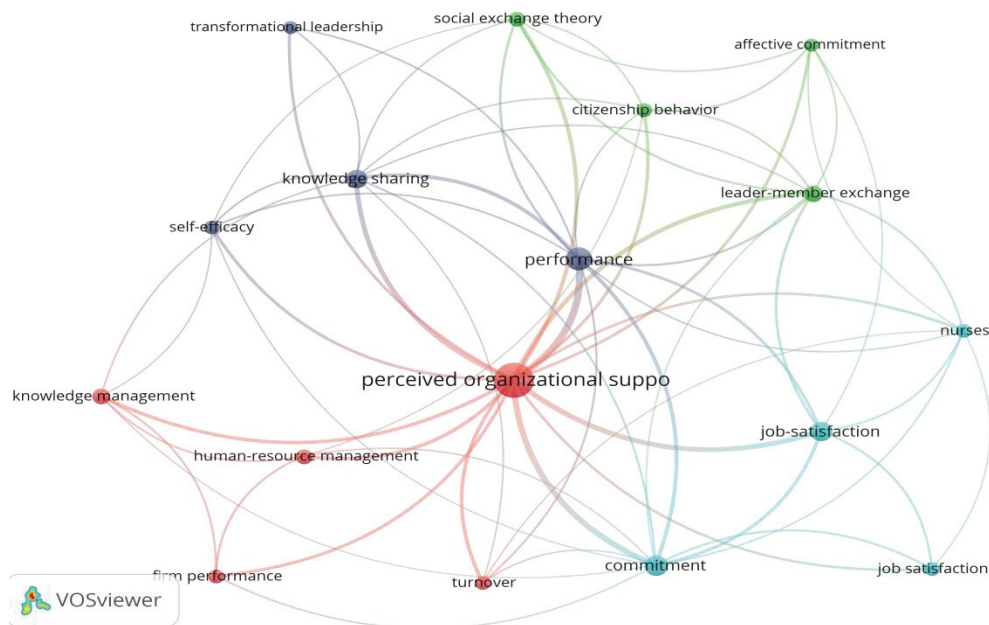 transformational leadership
social exchange theory
affective commitment
citizenship behavior
knowledge sharing
leader-member exchange
self-efficacy
performance
nurses
perceived organizational suppo
knowledge management
job-satisfaction
human-resource management
commitment
job satisfaction
firm performance
turnover
VOSviewer